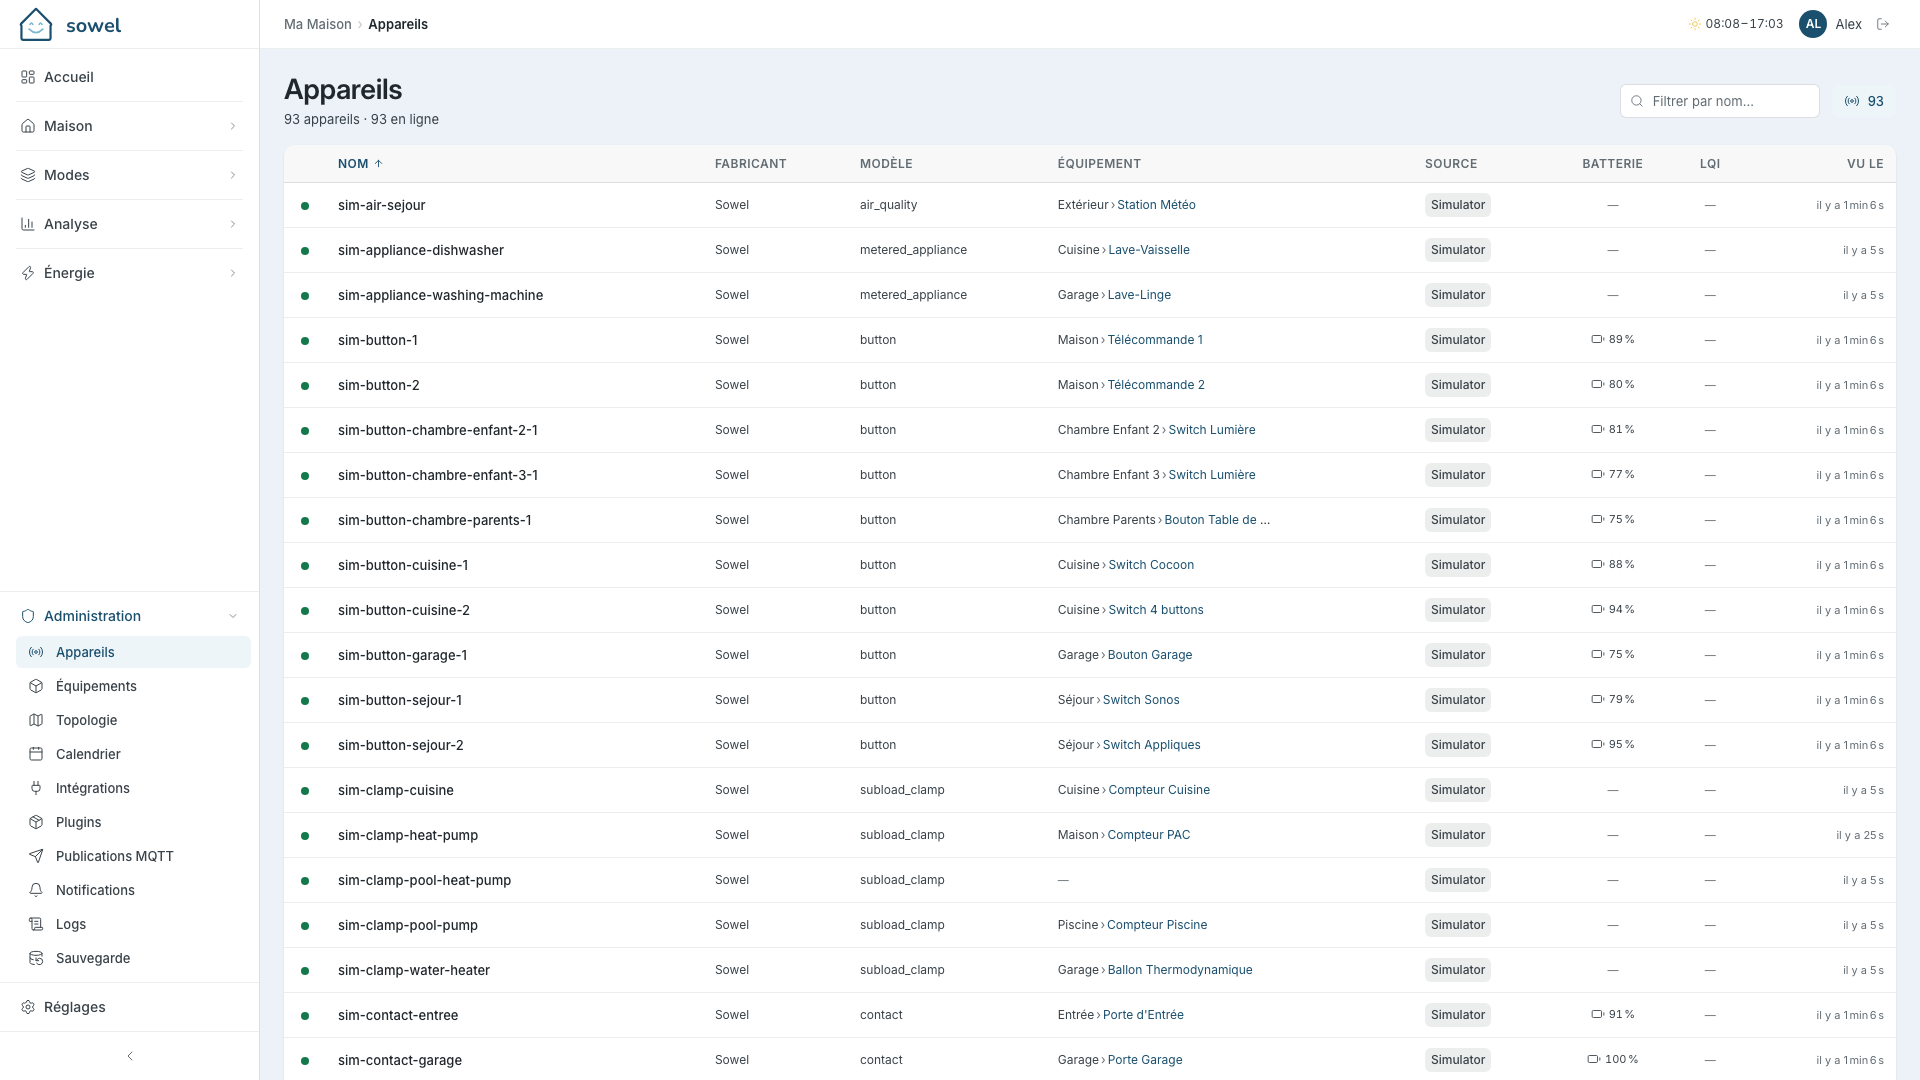 sowel
Ma Maison › Appareils
08:08–17:03
AL
Alex
Accueil
Maison
Modes
Analyse
Énergie
Administration
Appareils
Équipements
Topologie
Calendrier
Intégrations
Plugins
Publications MQTT
Notifications
Logs
Sauvegarde
Réglages
Appareils
93 appareils · 93 en ligne
Filtrer par nom...
93
NOM ↑ FABRICANT MODÈLE ÉQUIPEMENT SOURCE BATTERIE LQI VU LE
sim-air-sejour Sowel air_quality Extérieur › Station Météo Simulator — — il y a 1 min 6 s
sim-appliance-dishwasher Sowel metered_appliance Cuisine › Lave-Vaisselle Simulator — — il y a 5 s
sim-appliance-washing-machine Sowel metered_appliance Garage › Lave-Linge Simulator — — il y a 5 s
sim-button-1 Sowel button Maison › Télécommande 1 Simulator 89 % — il y a 1 min 6 s
sim-button-2 Sowel button Maison › Télécommande 2 Simulator 80 % — il y a 1 min 6 s
sim-button-chambre-enfant-2-1 Sowel button Chambre Enfant 2 › Switch Lumière Simulator 81 % — il y a 1 min 6 s
sim-button-chambre-enfant-3-1 Sowel button Chambre Enfant 3 › Switch Lumière Simulator 77 % — il y a 1 min 6 s
sim-button-chambre-parents-1 Sowel button Chambre Parents › Bouton Table de ... Simulator 75 % — il y a 1 min 6 s
sim-button-cuisine-1 Sowel button Cuisine › Switch Cocoon Simulator 88 % — il y a 1 min 6 s
sim-button-cuisine-2 Sowel button Cuisine › Switch 4 buttons Simulator 94 % — il y a 1 min 6 s
sim-button-garage-1 Sowel button Garage › Bouton Garage Simulator 75 % — il y a 1 min 6 s
sim-button-sejour-1 Sowel button Séjour › Switch Sonos Simulator 79 % — il y a 1 min 6 s
sim-button-sejour-2 Sowel button Séjour › Switch Appliques Simulator 95 % — il y a 1 min 6 s
sim-clamp-cuisine Sowel subload_clamp Cuisine › Compteur Cuisine Simulator — — il y a 5 s
sim-clamp-heat-pump Sowel subload_clamp Maison › Compteur PAC Simulator — — il y a 25 s
sim-clamp-pool-heat-pump Sowel subload_clamp — Simulator — — il y a 5 s
sim-clamp-pool-pump Sowel subload_clamp Piscine › Compteur Piscine Simulator — — il y a 5 s
sim-clamp-water-heater Sowel subload_clamp Garage › Ballon Thermodynamique Simulator — — il y a 5 s
sim-contact-entree Sowel contact Entrée › Porte d'Entrée Simulator 91 % — il y a 1 min 6 s
sim-contact-garage Sowel contact Garage › Porte Garage Simulator 100 % — il y a 1 min 6 s